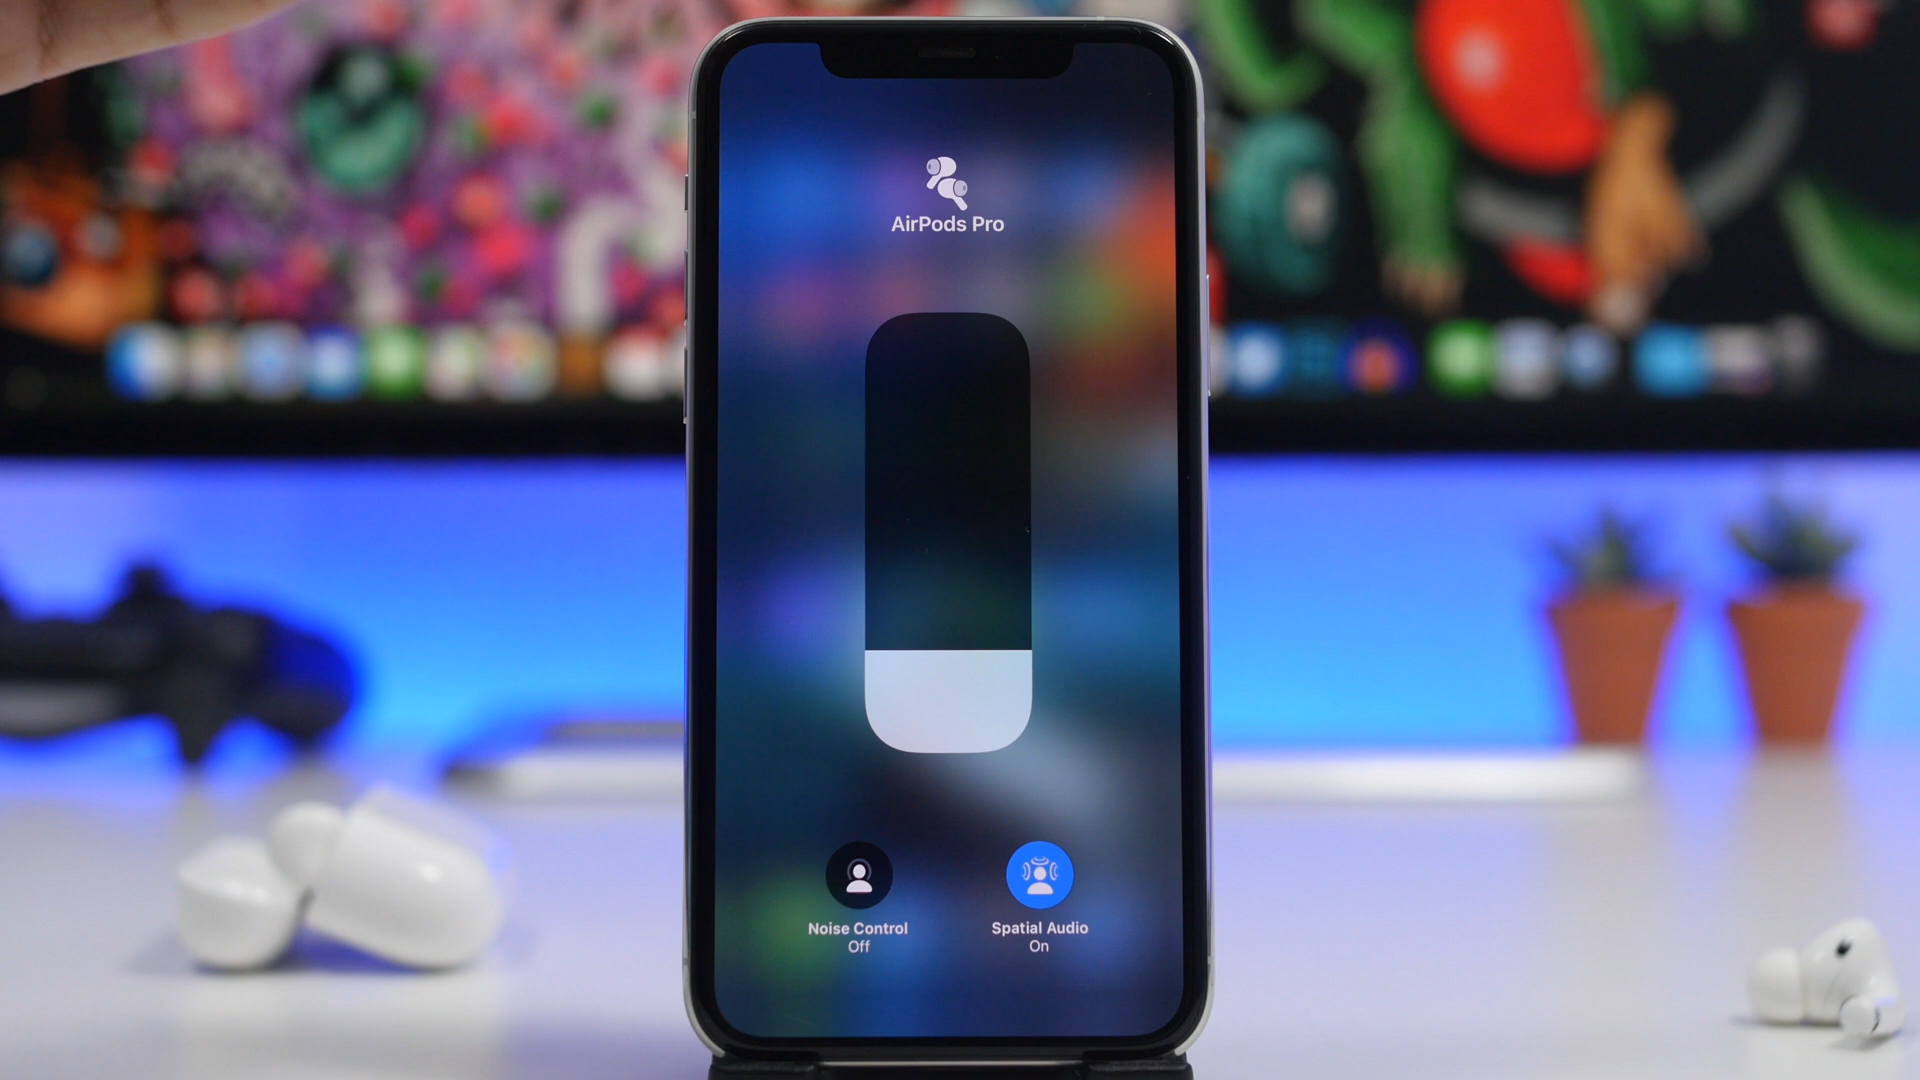 AirPods Pro
Noise Control
Off
Spatial Audio
On